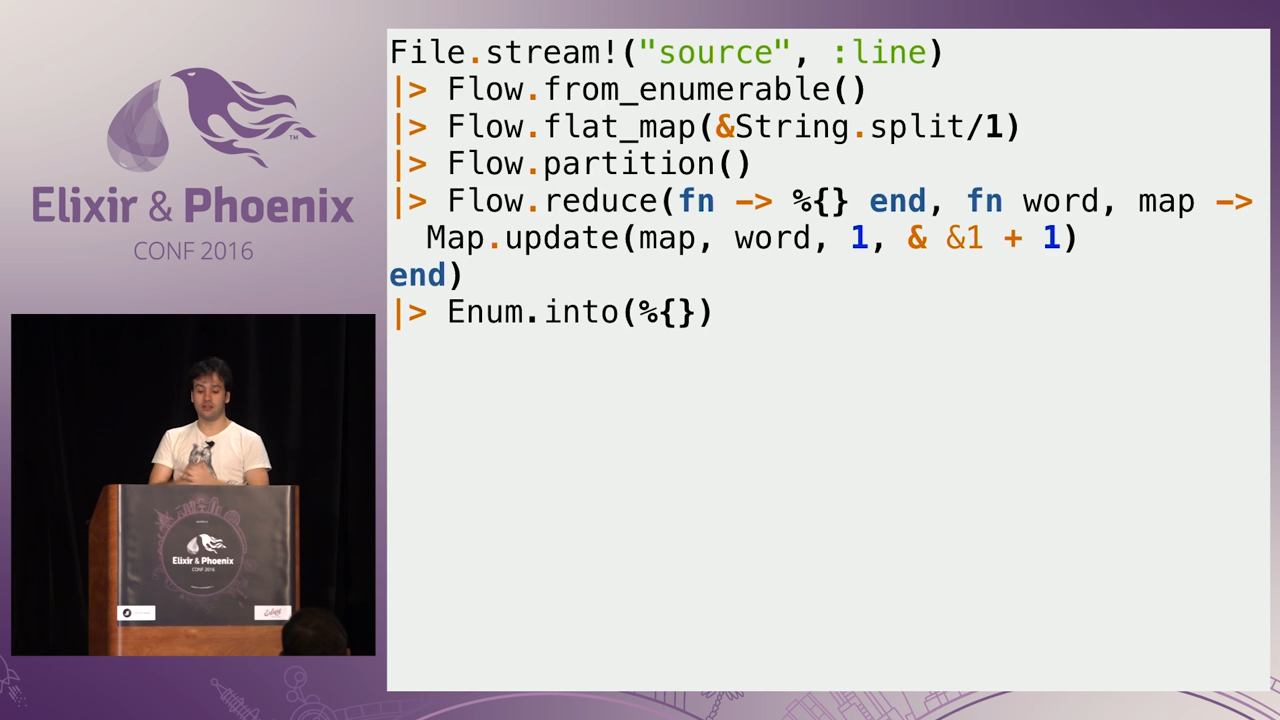 ™
Elixir & Phoenix
CONF 2016
File.stream!("source", :line)
|> Flow.from_enumerable()
|> Flow.flat_map(&String.split/1)
|> Flow.partition()
|> Flow.reduce(fn -> %{} end, fn word, map ->
  Map.update(map, word, 1, & &1 + 1)
end)
|> Enum.into(%{})
Elixir & Phoenix
CONF 2016